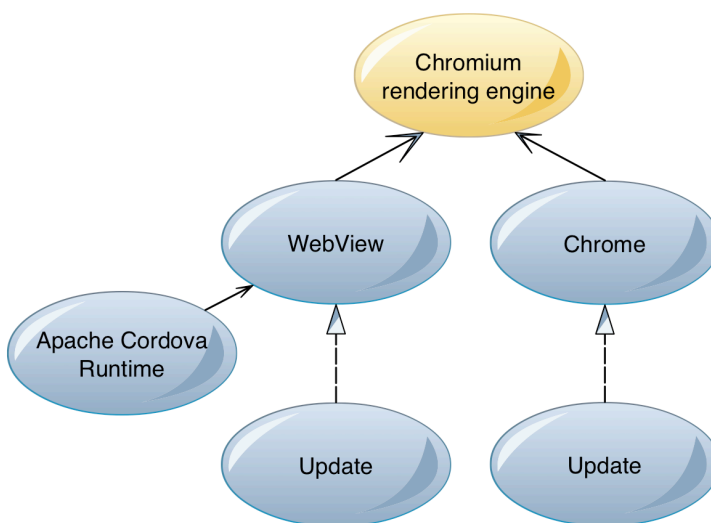 Chromium
rendering engine
WebView
Chrome
Apache Cordova
Runtime
Update
Update